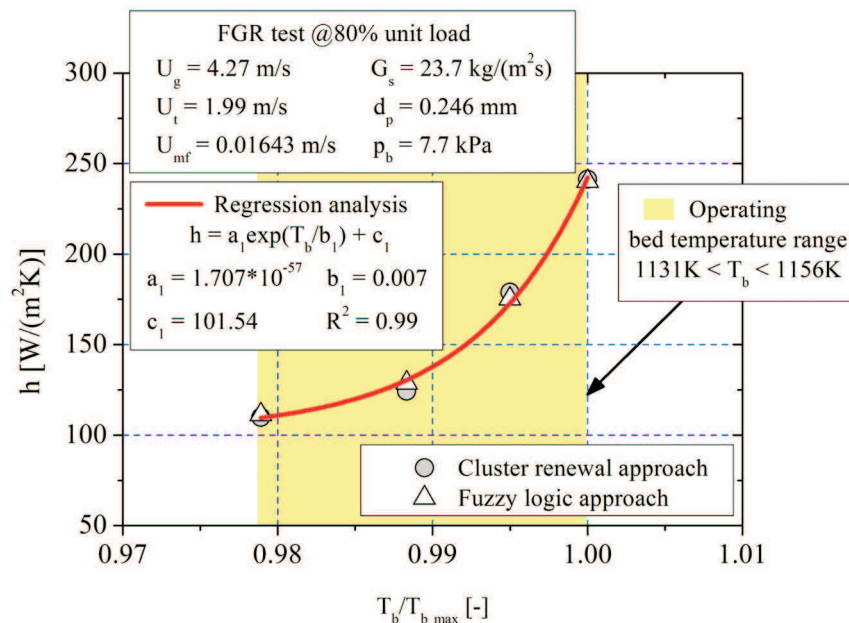 FGR test @80% unit load
U_g = 4.27 m/s G_s = 23.7 kg/(m²s)
U_t = 1.99 m/s d_p = 0.246 mm
U_mf = 0.01643 m/s p_b = 7.7 kPa
Regression analysis
h = a_1exp(T_b/b_1) + c_1
a_1 = 1.707*10^-57 b_1 = 0.007
c_1 = 101.54 R² = 0.99
Operating
bed temperature range
1131K < T_b < 1156K
Cluster renewal approach
Fuzzy logic approach
h [W/(m²K)]
300
250
200
150
100
50
0.97 0.98 0.99 1.00 1.01
T_b/T_b max [-]